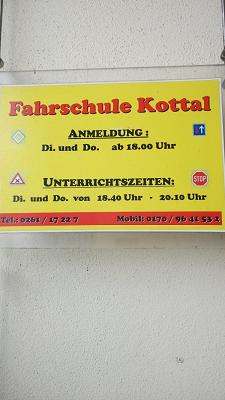 Fahrschule Kottal
ANMELDUNG :
Di. und Do. ab 18.00 Uhr
UNTERRICHTSZEITEN:
STOP
Di. und Do. von 18.40 Uhr - 20.10 Uhr
Tel.: 0261 / 17 22 7 Mobil: 0170 / 96 41 53 2